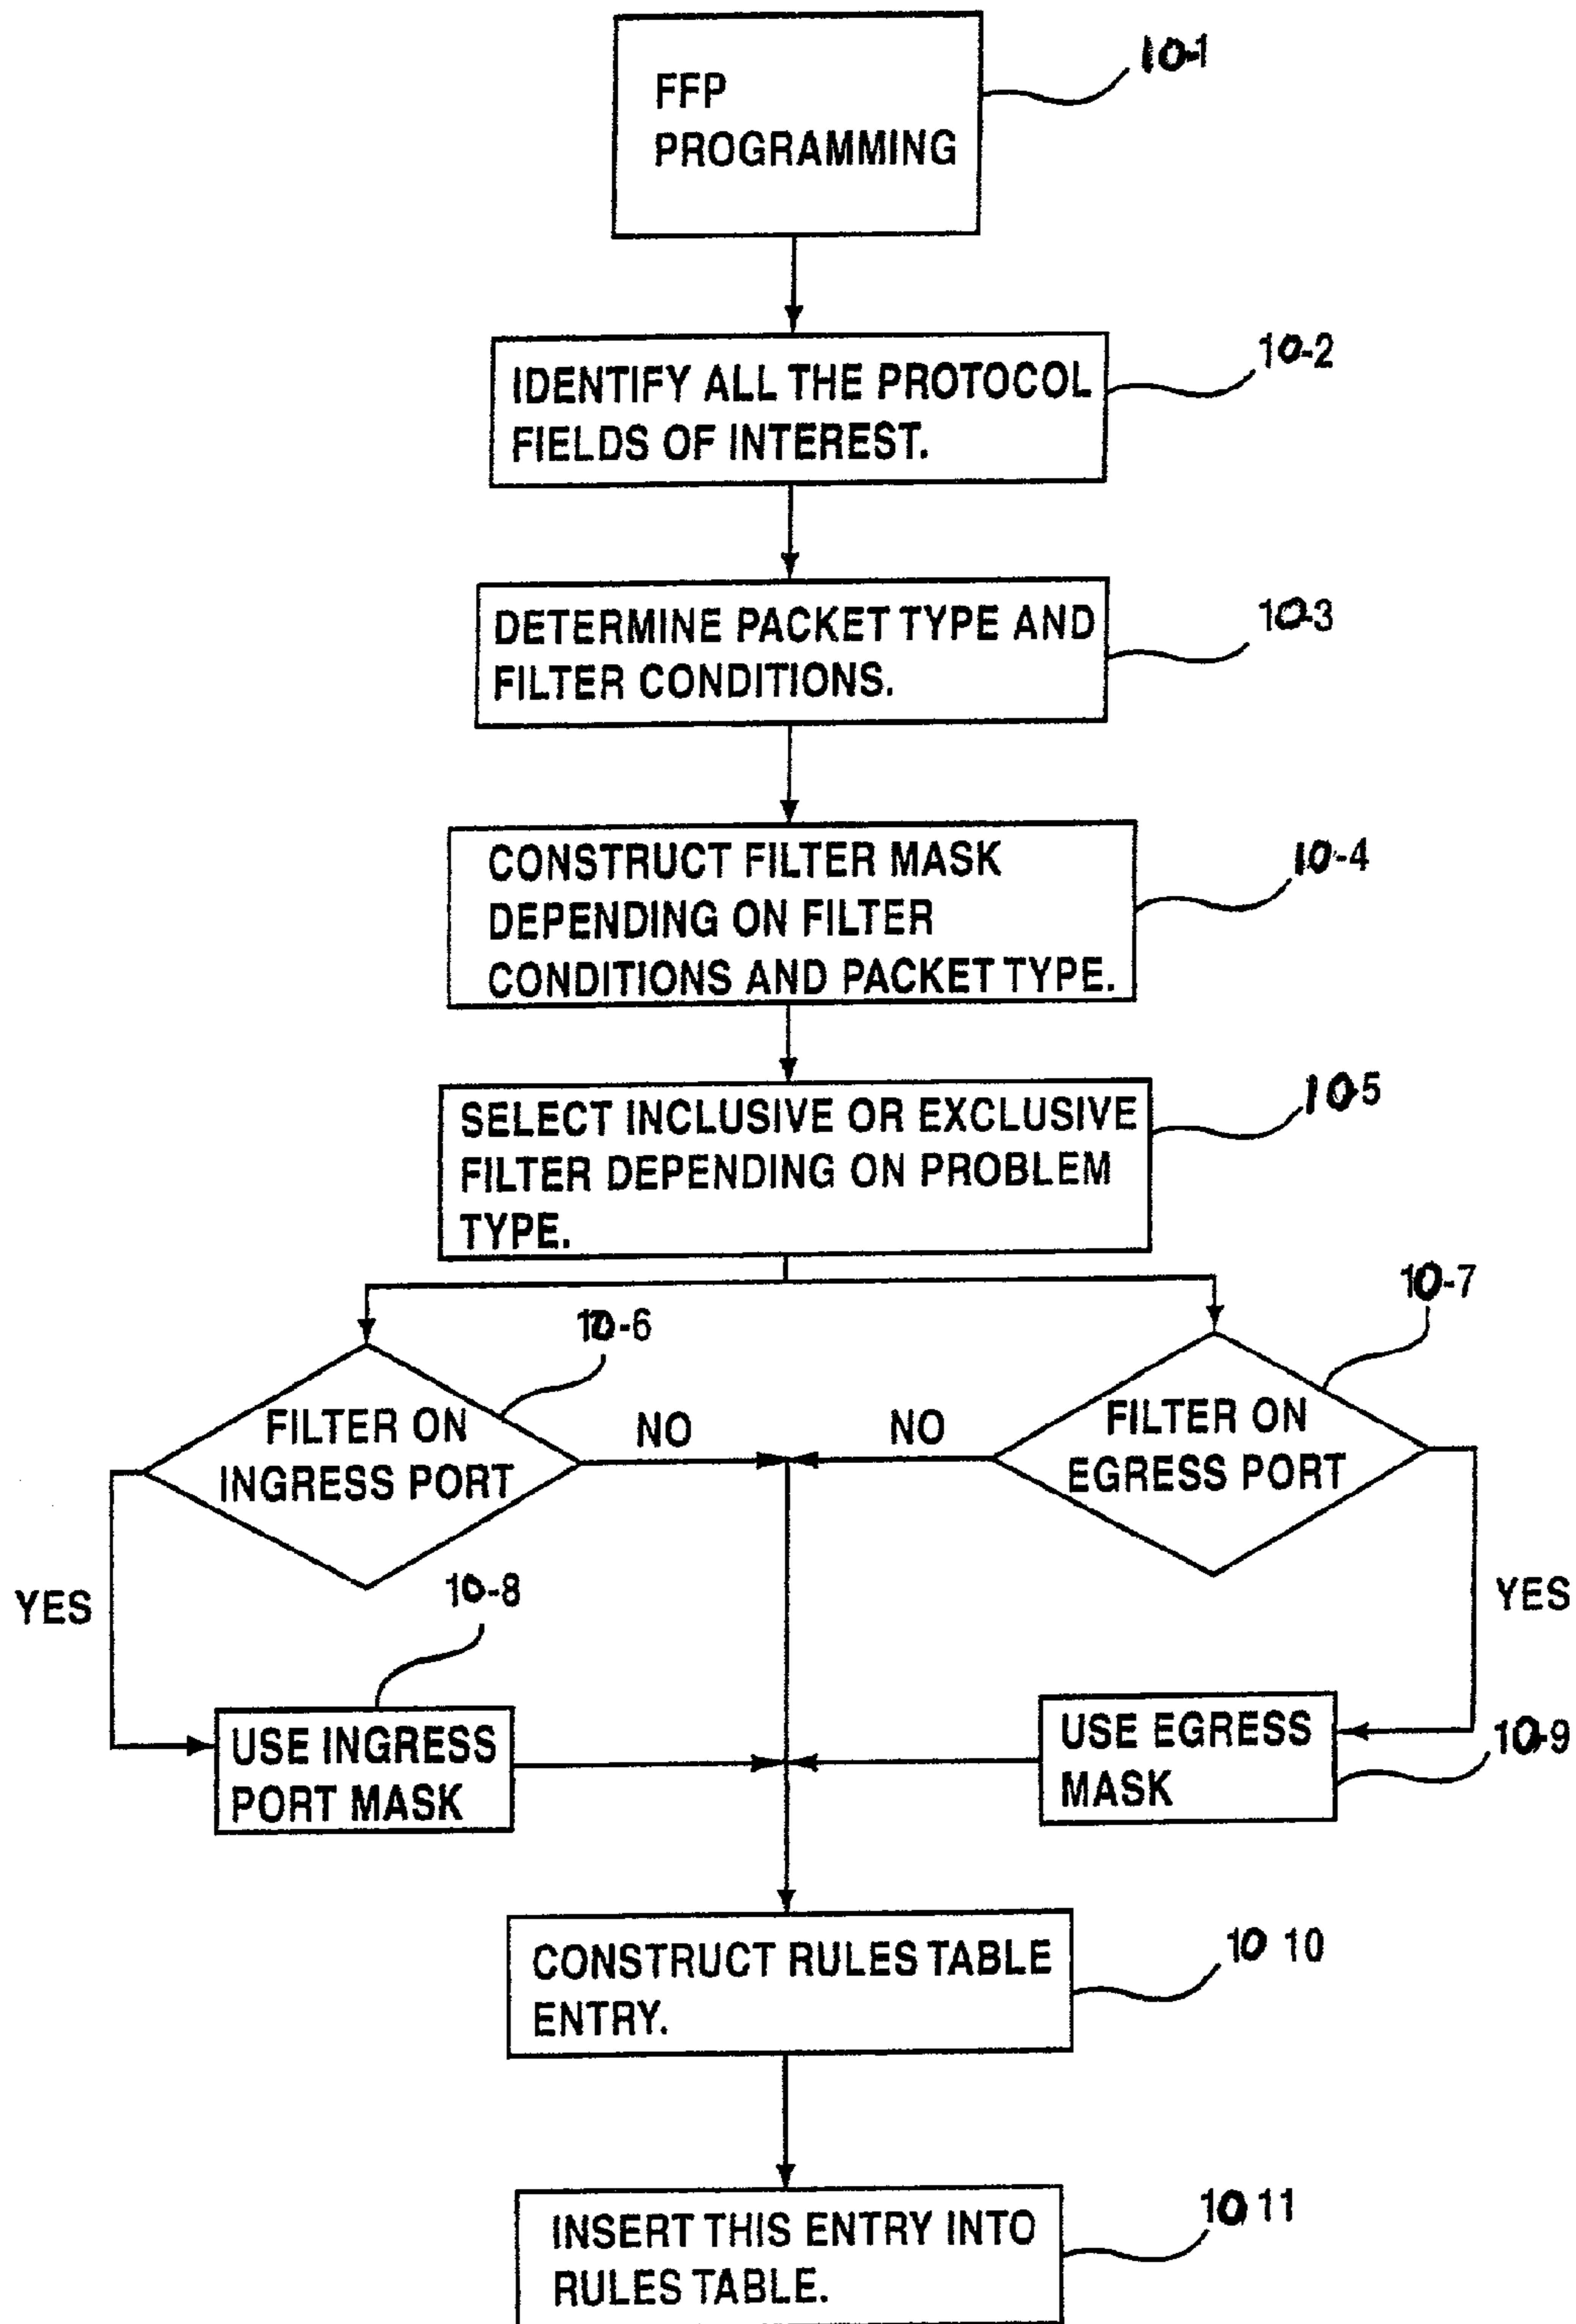 10-1
FFP
PROGRAMMING
10-2
IDENTIFY ALL THE PROTOCOL
FIELDS OF INTEREST.
10-3
DETERMINE PACKET TYPE AND
FILTER CONDITIONS.
10-4
CONSTRUCT FILTER MASK
DEPENDING ON FILTER
CONDITIONS AND PACKET TYPE.
10-5
SELECT INCLUSIVE OR EXCLUSIVE
FILTER DEPENDING ON PROBLEM
TYPE.
10-6
10-7
FILTER ON
INGRESS PORT
NO
NO
FILTER ON
EGRESS PORT
YES
10-8
YES
USE INGRESS
PORT MASK
USE EGRESS
MASK
10-9
CONSTRUCT RULES TABLE
ENTRY.
10 10
INSERT THIS ENTRY INTO
RULES TABLE.
10 11